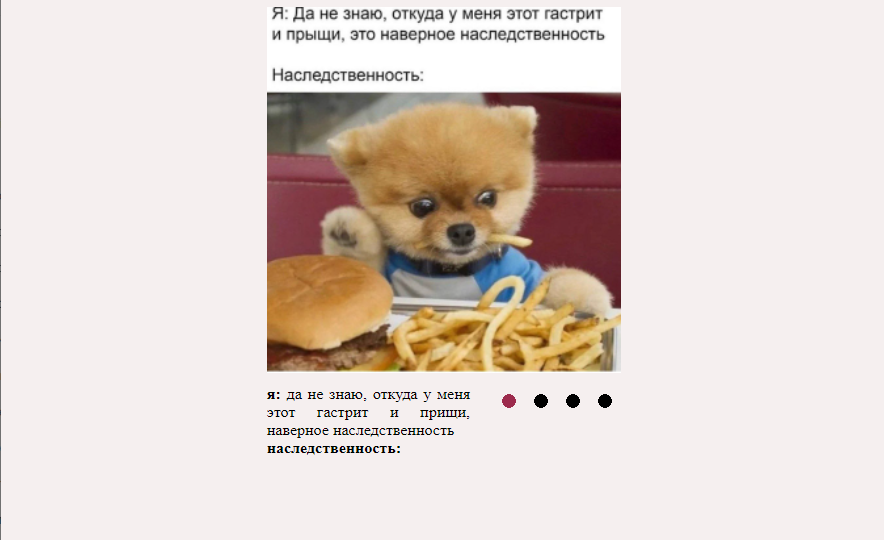 Я: Да не знаю, откуда у меня этот гастрит
и прыщи, это наверное наследственность
Наследственность:
я: да не знаю, откуда у меня
этот гастрит и прищи,
наверное наследственность
наследственность: